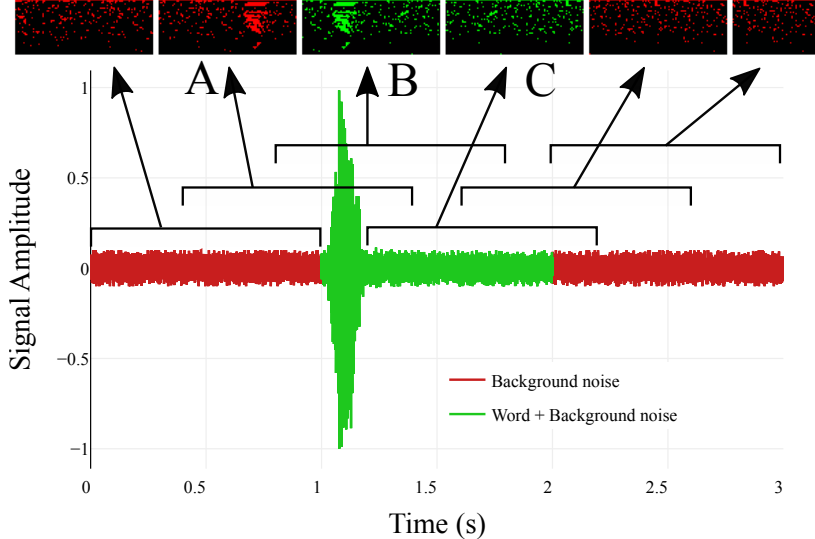 A B C
1
0.5
0
−0.5
−1
Signal Amplitude
Background noise
Word + Background noise
0 0.5 1 1.5 2 2.5 3
Time (s)